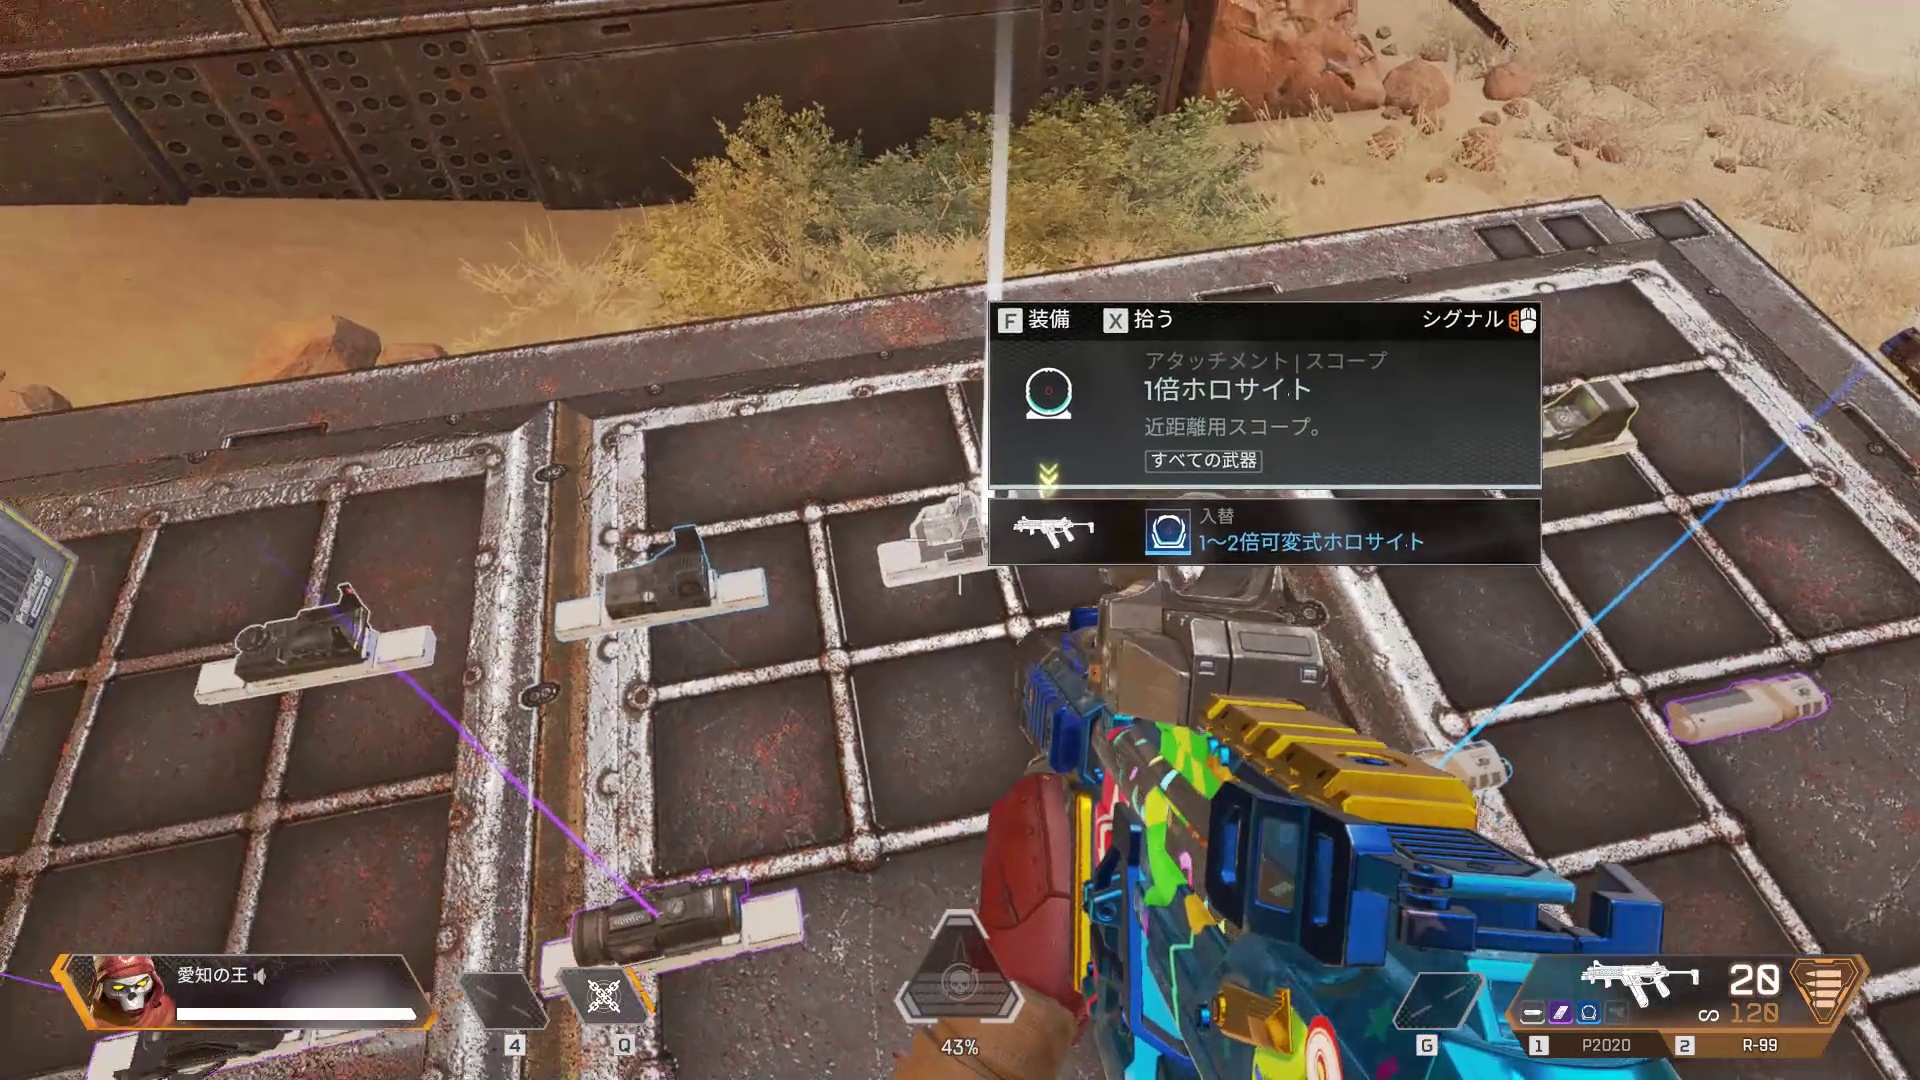 F 装備 X 拾う シグナル 5
アタッチメント | スコープ
1倍ホロサイト
近距離用スコープ。
すべての武器
入替
1～2倍可変式ホロサイト
愛知の王
4
Q
43%
G
20
∞ 120
1 P2020 2 R-99